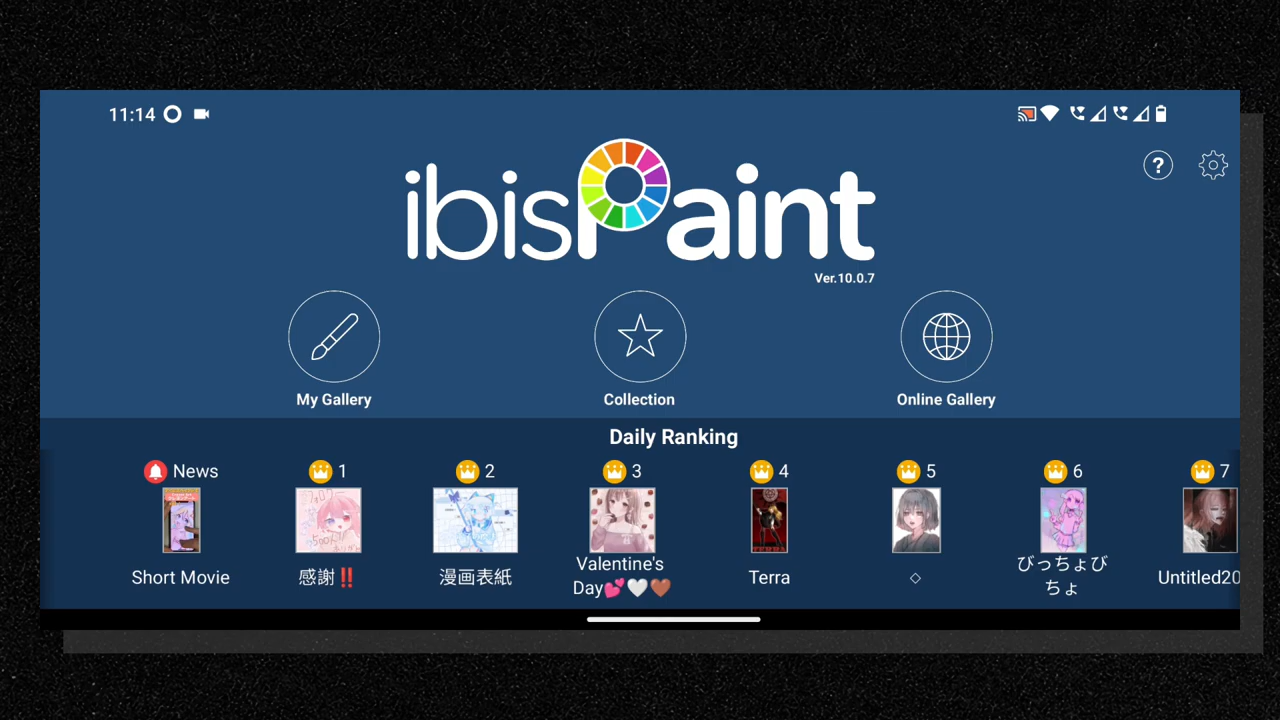 11:14
ibisPaint
Ver.10.0.7
My Gallery
Collection
Online Gallery
Daily Ranking
News
1
2
3
4
5
6
7
Short Movie
感謝‼️
漫画表紙
Valentine's
Day💕🤍🤎
Terra
◇
びっちょび
ちょ
Untitled20
TERRA